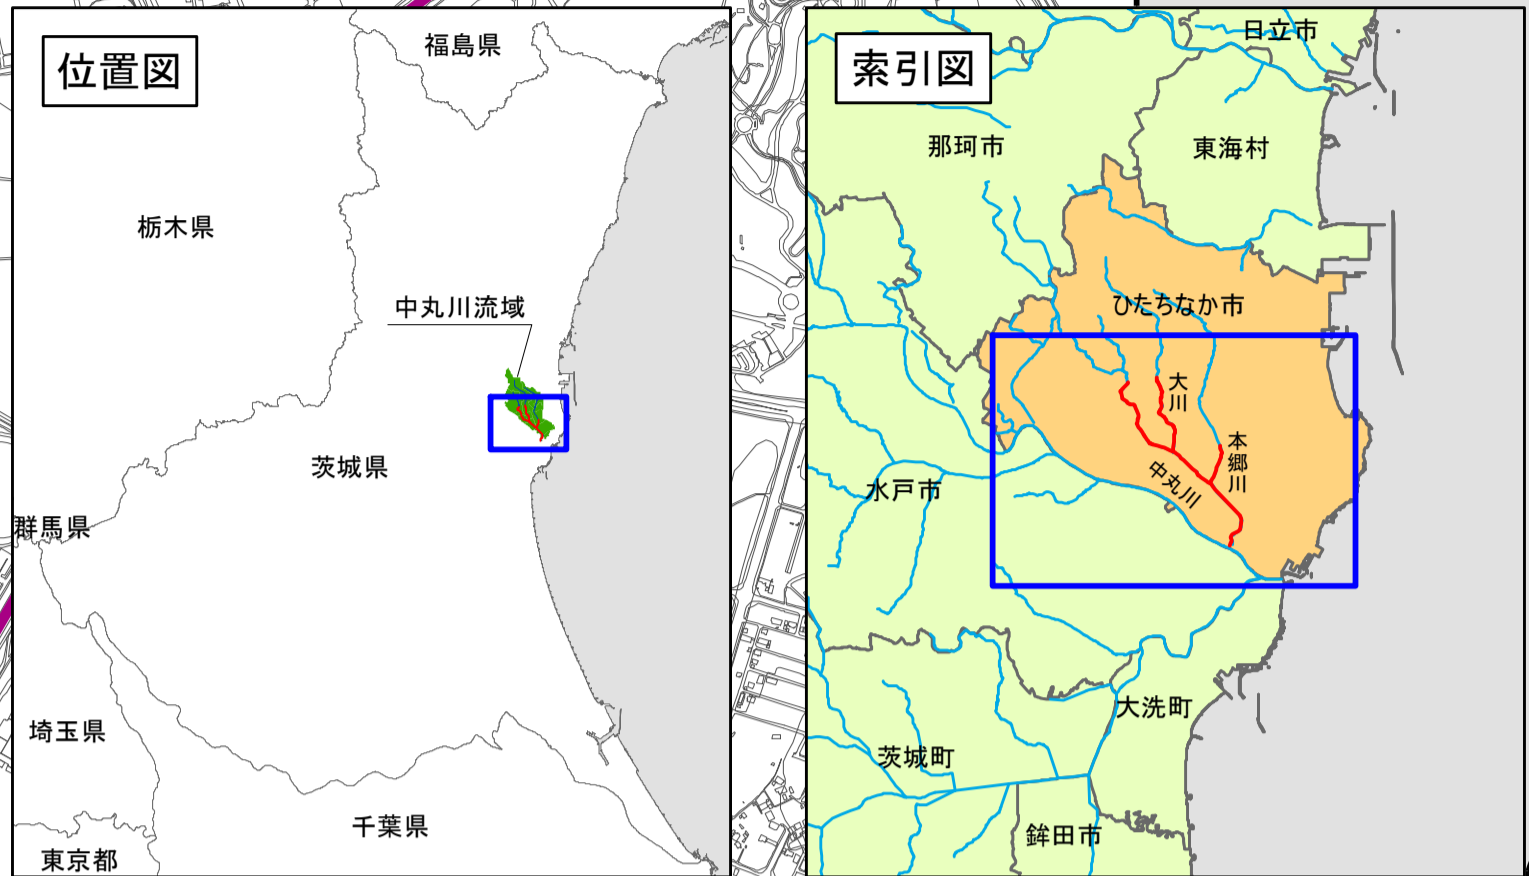 位置図
福島県
栃木県
中丸川流域
茨城県
群馬県
埼玉県
千葉県
東京都
索引図
日立市
那珂市
東海村
ひたちなか市
大川
本郷川
中丸川
水戸市
大洗町
茨城町
鉾田市